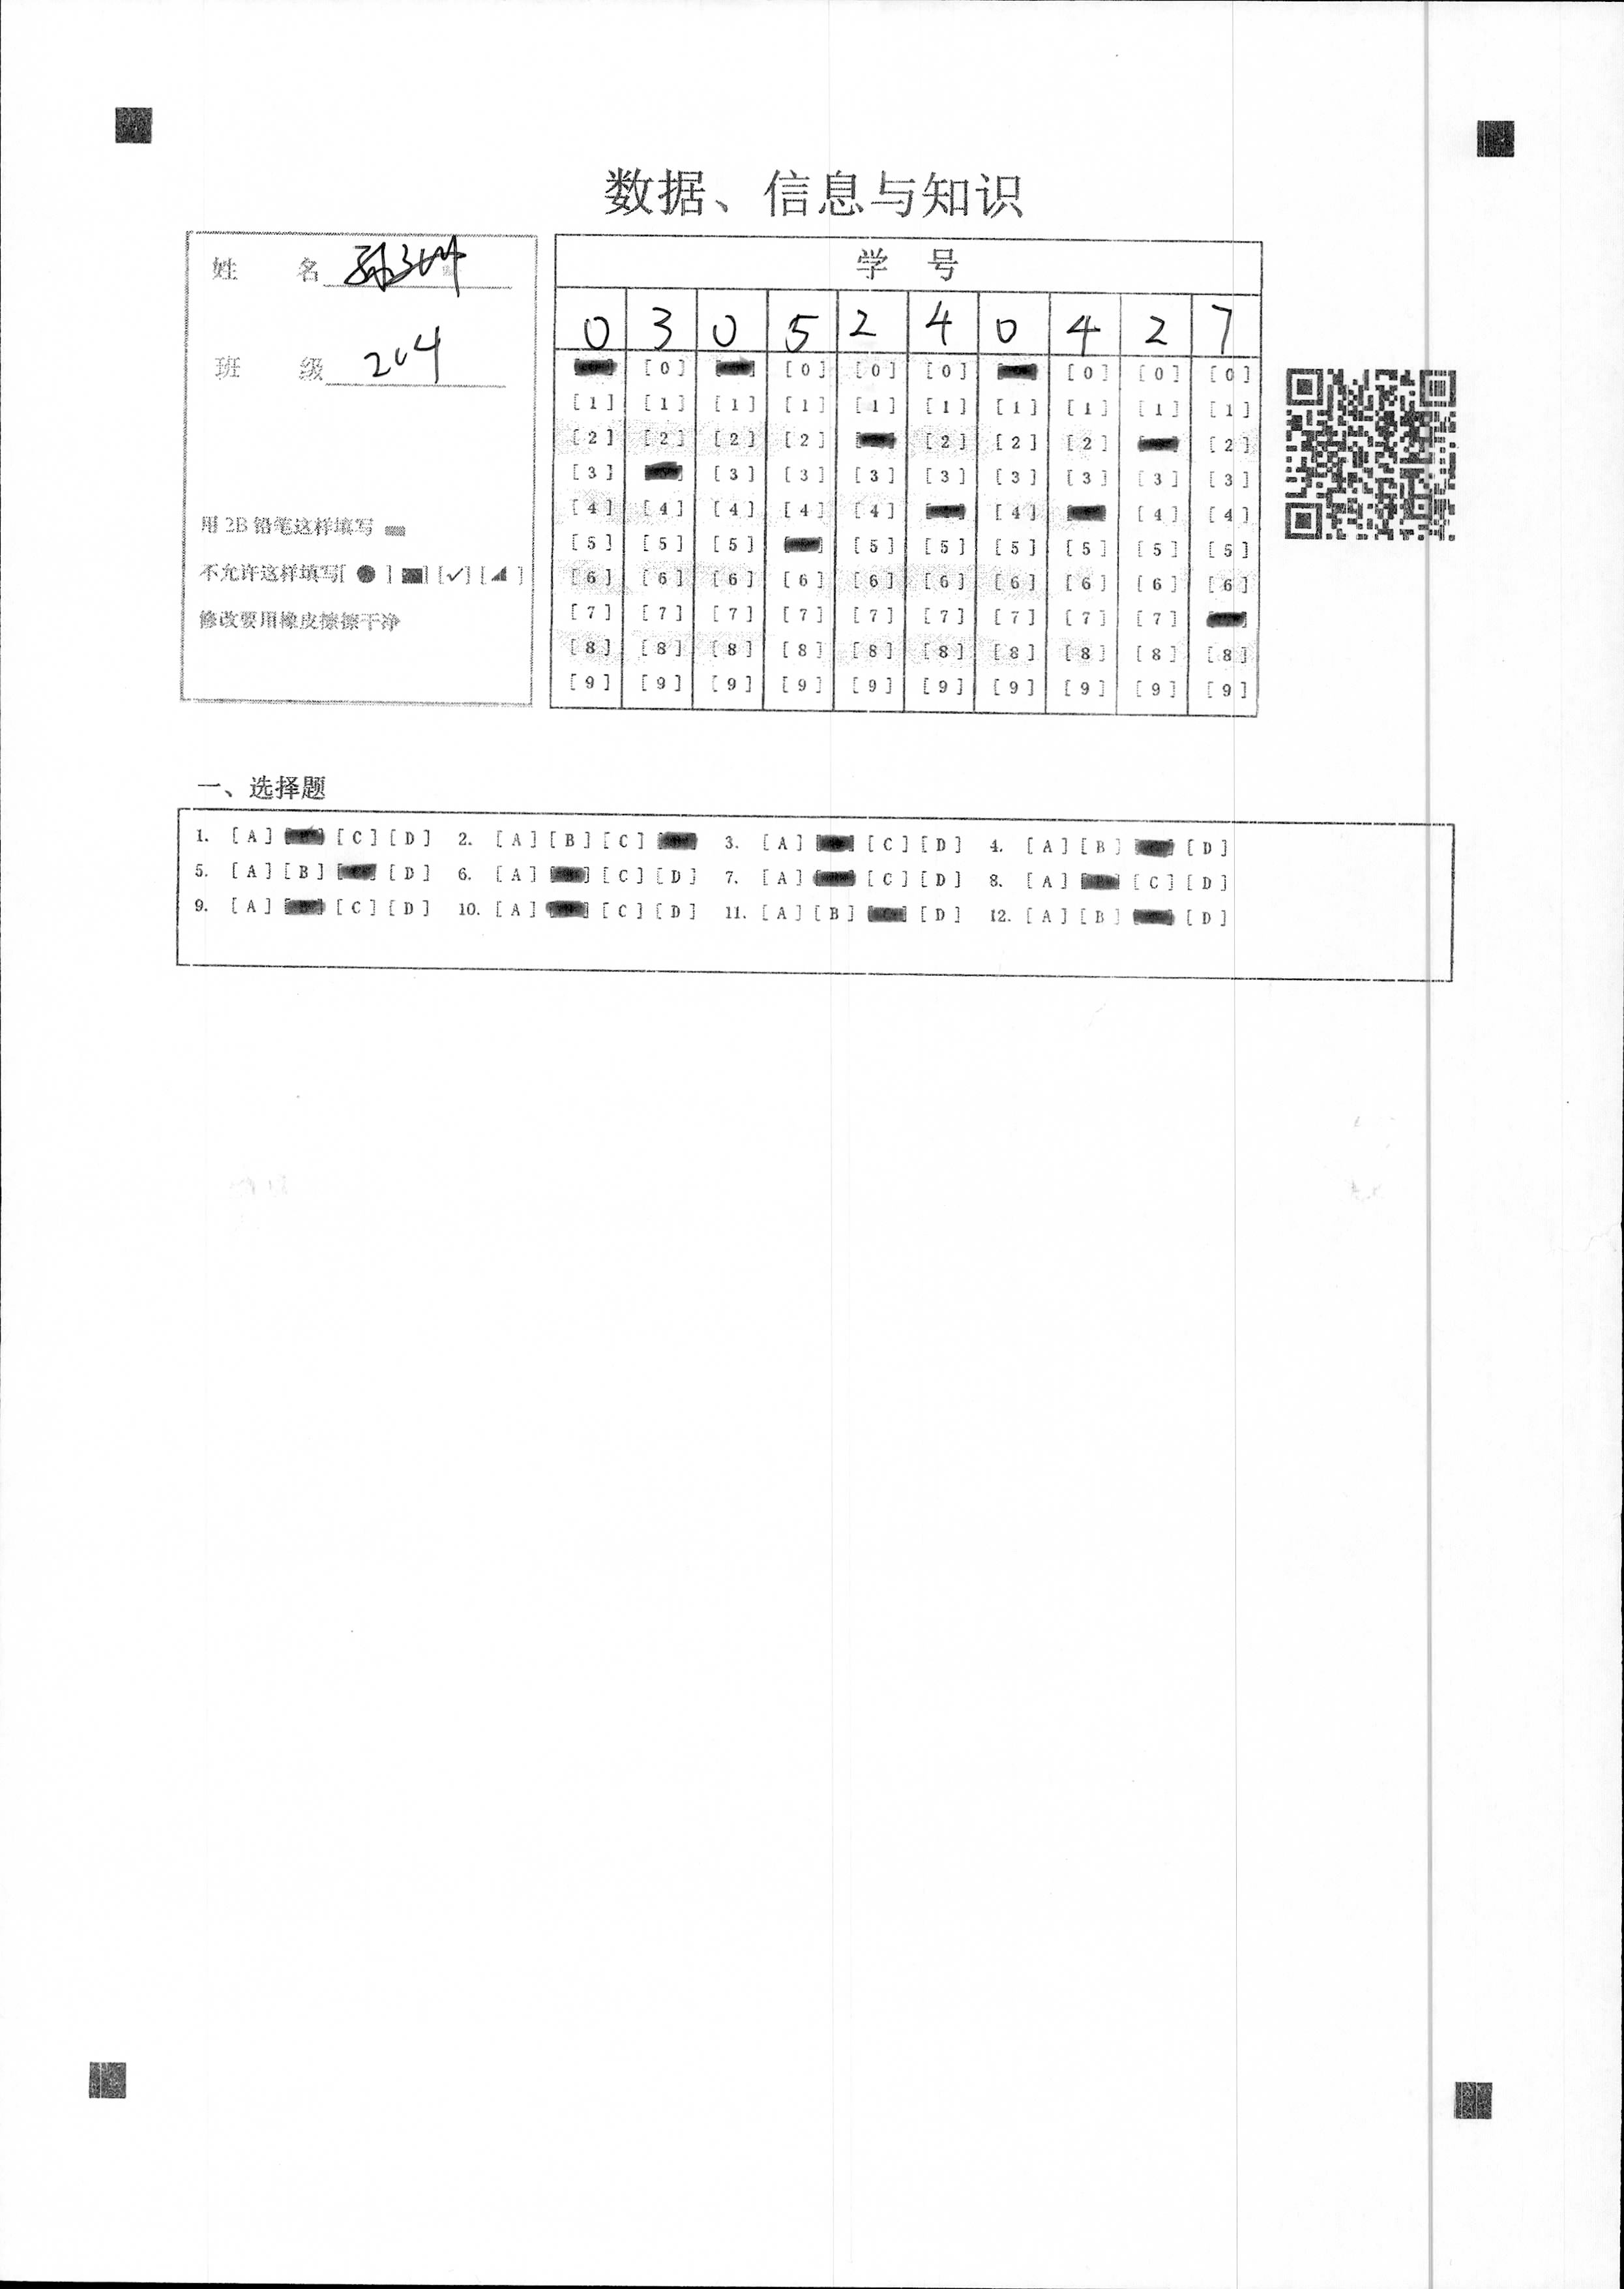 数据、信息与知识
姓 名
班 级 204
用 2B 铅笔这样填写
不允许这样填写[ ● ] [■] [✓] [◢ ]
修改要用橡皮擦擦干净
学 号
0 3 0 5 2 4 0 4 2 7
[0] [0] [0] [0] [0] [0] [0]
[1] [1] [1] [1] [1] [1] [1] [1] [1] [1]
[2] [2] [2] [2] [2] [2] [2] [2]
[3] [3] [3] [3] [3] [3] [3] [3] [3]
[4] [4] [4] [4] [4] [4] [4] [4]
[5] [5] [5] [5] [5] [5] [5] [5] [5]
[6] [6] [6] [6] [6] [6] [6] [6] [6] [6]
[7] [7] [7] [7] [7] [7] [7] [7] [7]
[8] [8] [8] [8] [8] [8] [8] [8] [8] [8]
[9] [9] [9] [9] [9] [9] [9] [9] [9] [9]
一、选择题
1. [A] [C] [D] 2. [A] [B] [C] 3. [A] [C] [D] 4. [A] [B] [D]
5. [A] [B] [D] 6. [A] [C] [D] 7. [A] [C] [D] 8. [A] [C] [D]
9. [A] [C] [D] 10. [A] [C] [D] 11. [A] [B] [D] 12. [A] [B] [D]